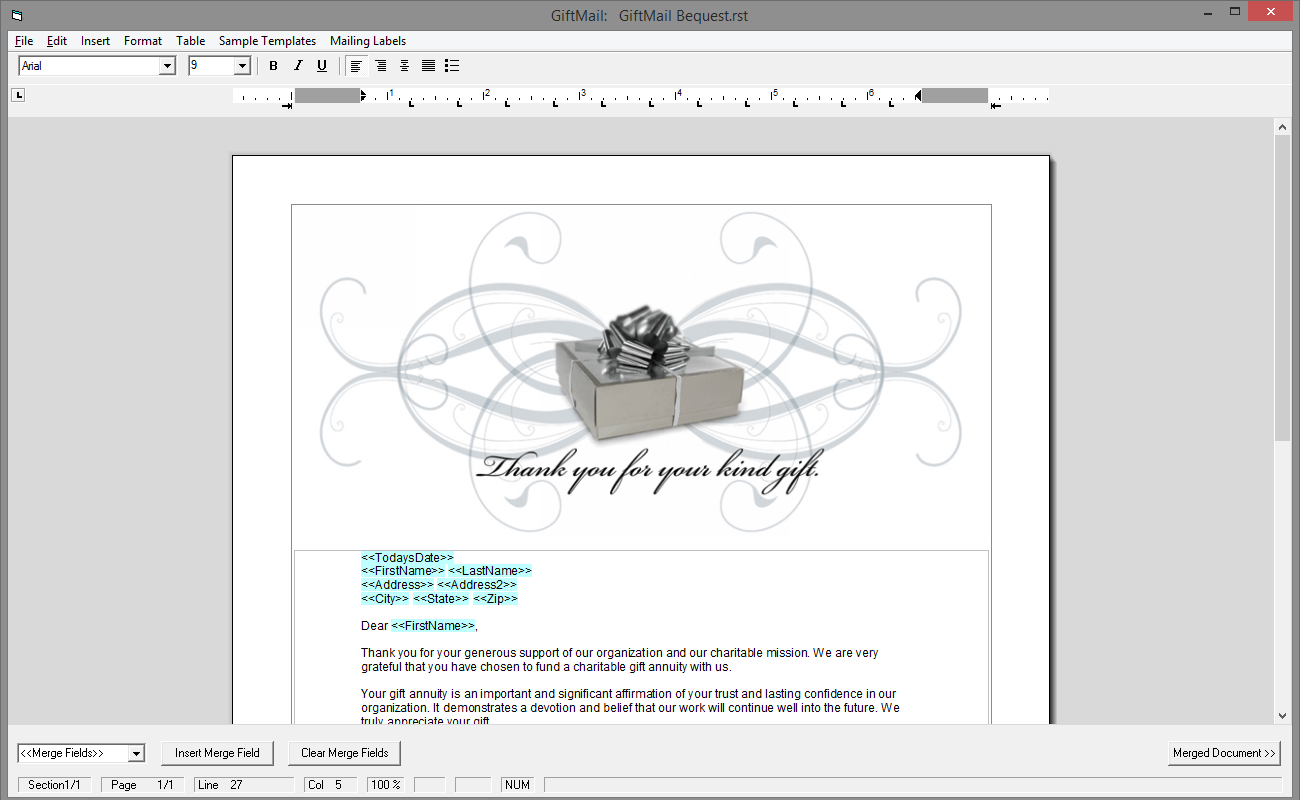 GiftMail:   GiftMail Bequest.rst
File Edit Insert Format Table Sample Templates Mailing Labels
Arial 9 B I U
L 1 2 3 4 5 6
Thank you for your kind gift.
<<TodaysDate>>
<<FirstName>> <<LastName>>
<<Address>> <<Address2>>
<<City>> <<State>> <<Zip>>
Dear <<FirstName>>,
Thank you for your generous support of our organization and our charitable mission. We are very
grateful that you have chosen to fund a charitable gift annuity with us.
Your gift annuity is an important and significant affirmation of your trust and lasting confidence in our
organization. It demonstrates a devotion and belief that our work will continue well into the future. We
truly appreciate your gift.
<<Merge Fields>> Insert Merge Field Clear Merge Fields Merged Document >>
Section1/1 Page 1/1 Line 27 Col 5 100 % NUM